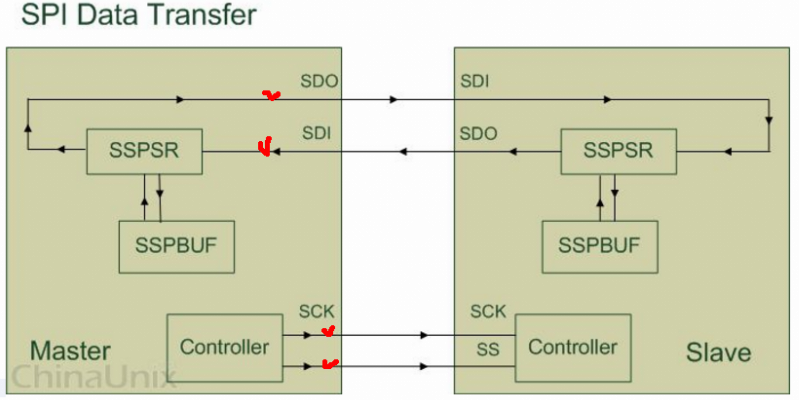 SPI Data Transfer
SDO
SDI
SDI
SDO
SSPSR
SSPSR
SSPBUF
SSPBUF
SCK
SCK
Controller
SS
Controller
Master
Slave
ChinaUnix